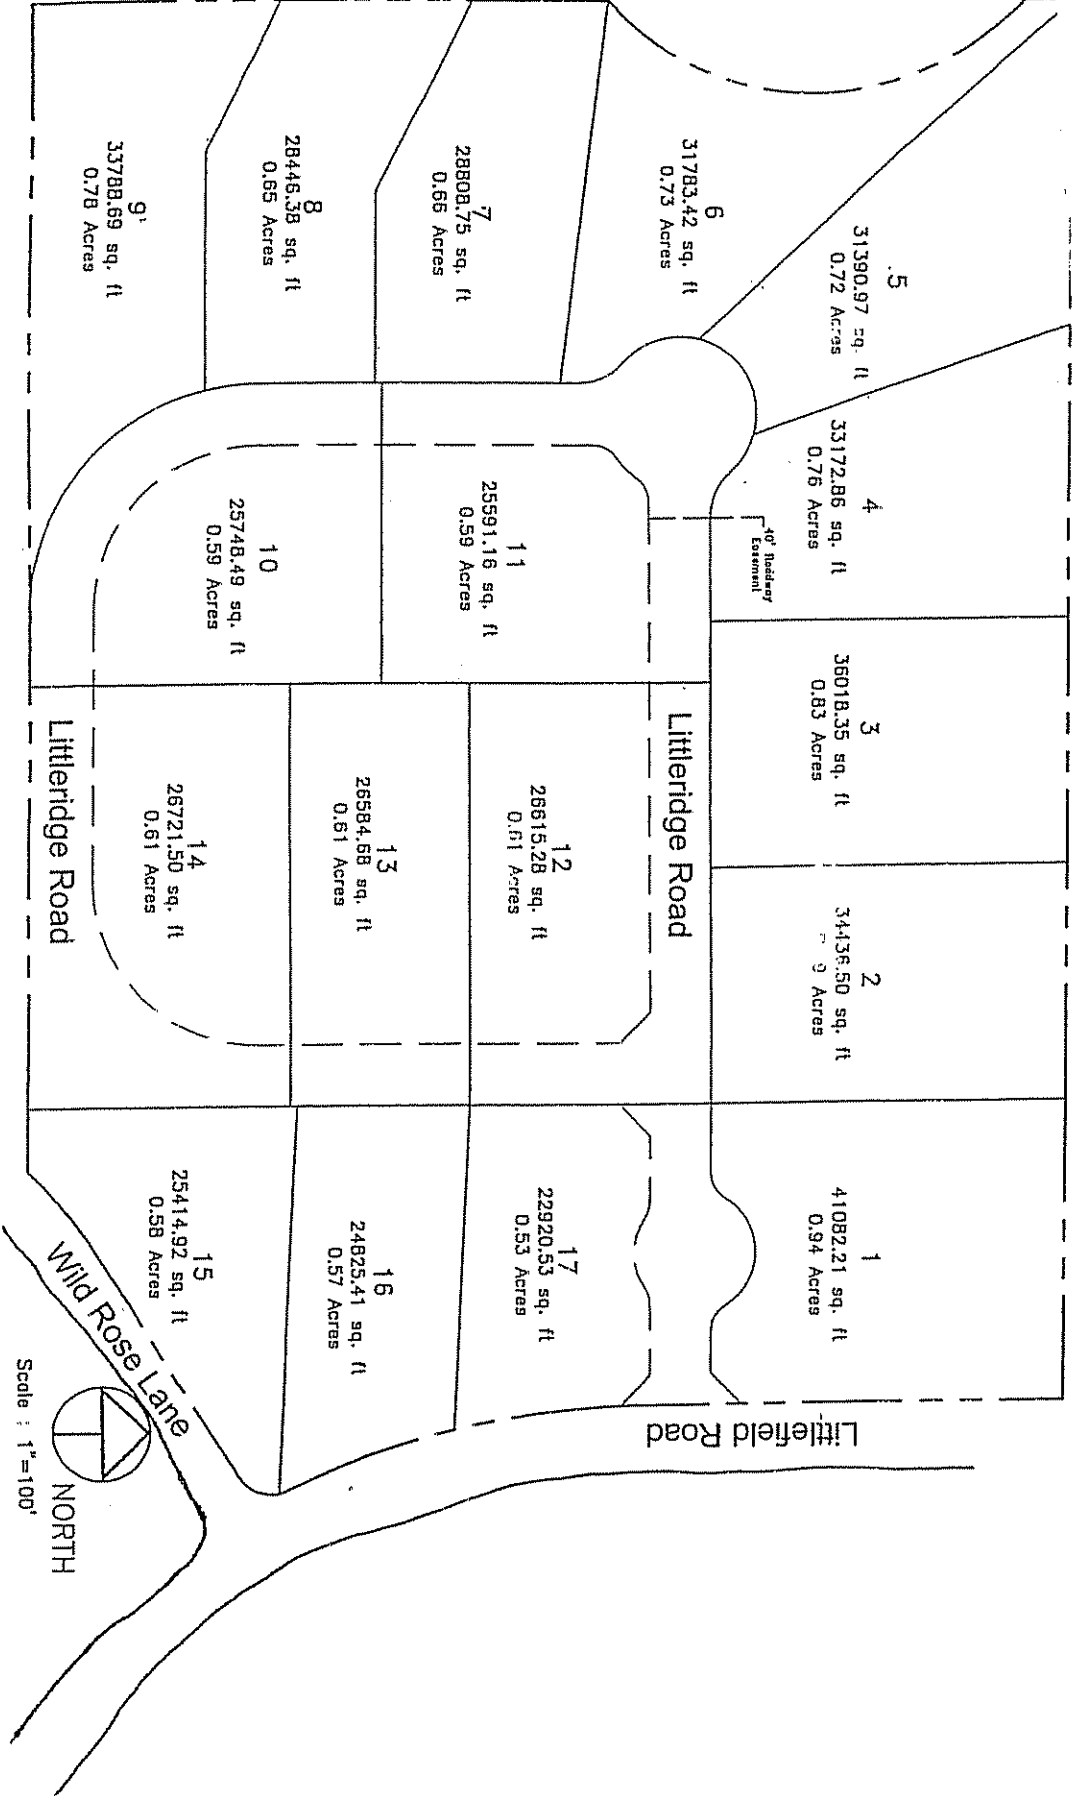 1
41082.21 sq. ft
0.94 Acres
2
34436.50 sq. ft
9 Acres
3
36018.35 sq. ft
0.83 Acres
4
33172.86 sq. ft
0.76 Acres
.5
31390.97 sq. ft
0.72 Acres
6
31783.42 sq. ft
0.73 Acres
7
28808.75 sq. ft
0.66 Acres
8
28446.38 sq. ft
0.65 Acres
9
33788.69 sq. ft
0.78 Acres
10
25748.49 sq. ft
0.59 Acres
11
25591.16 sq. ft
0.59 Acres
12
26615.28 sq. ft
0.61 Acres
13
26584.68 sq. ft
0.61 Acres
14
26721.50 sq. ft
0.61 Acres
15
25414.92 sq. ft
0.58 Acres
16
24825.41 sq. ft
0.57 Acres
17
22920.53 sq. ft
0.53 Acres
40' Roadway
Easement
Littleridge Road
Littleridge Road
Littlefield Road
Wild Rose Lane
NORTH
Scale : 1"=100'